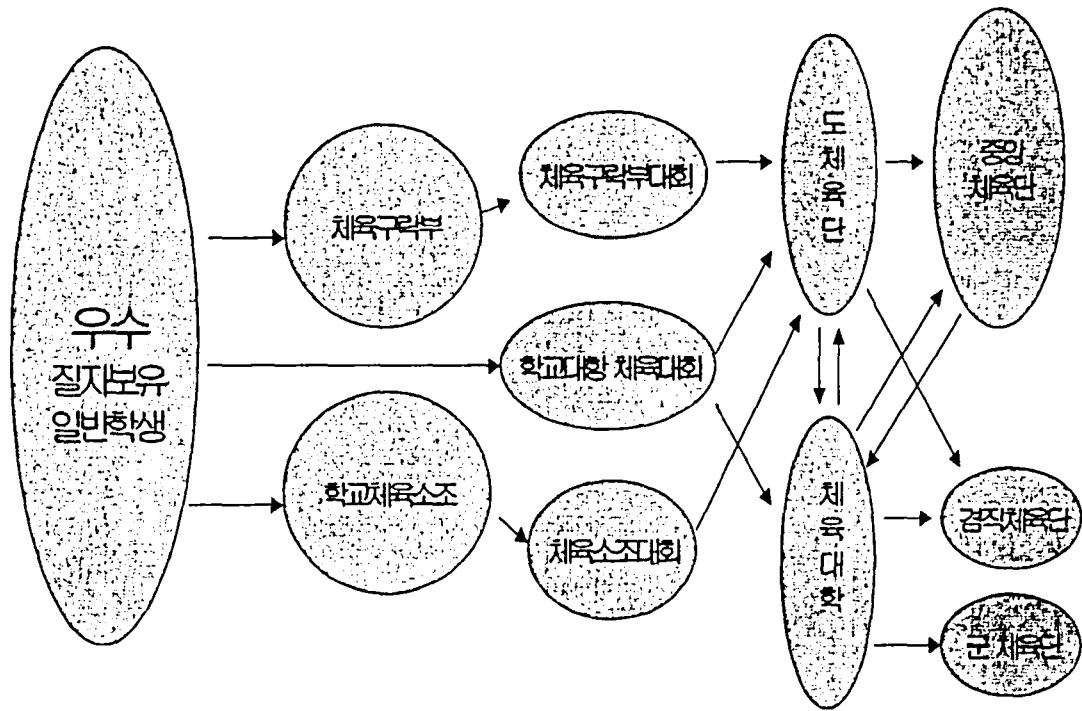 우수
질재보유
일반학생
체육구락부
학교체육소조
체육구락부대회
학교대항 체육대회
체육소조대회
도체육단
체육대학
중앙
체육단
겸직체육단
군 체육단